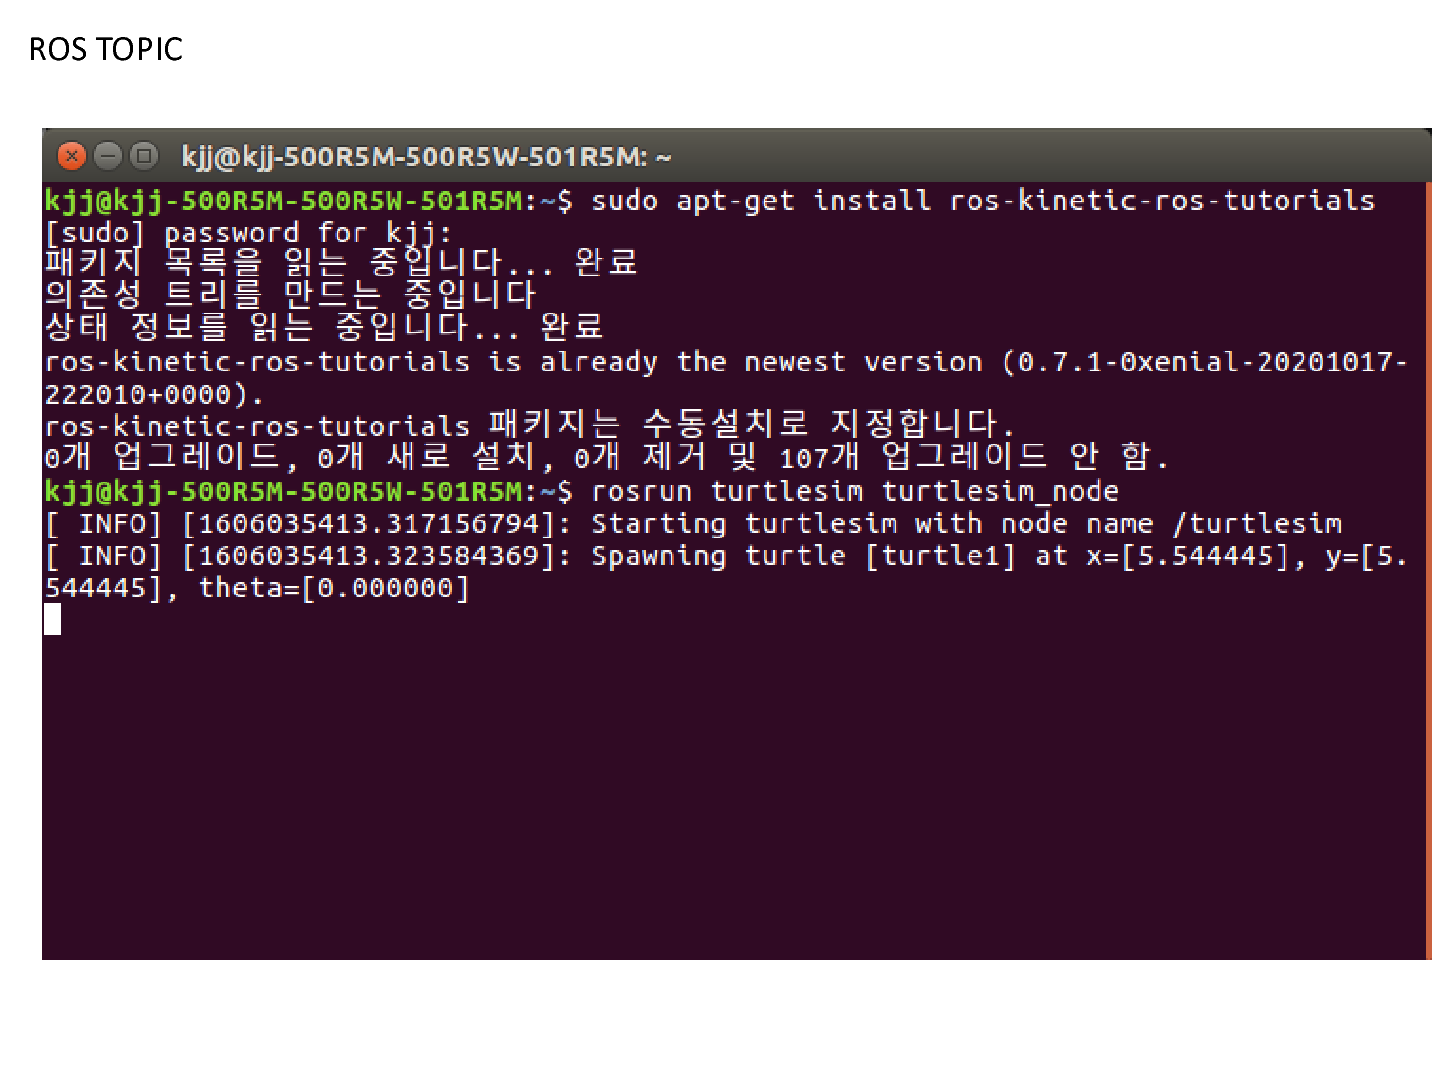 ROS TOPIC
kjj@kjj-500R5M-500R5W-501R5M: ~
kjj@kjj-500R5M-500R5W-501R5M:~$ sudo apt-get install ros-kinetic-ros-tutorials
[sudo] password for kjj:
패키지 목록을 읽는 중입니다... 완료
의존성 트리를 만드는 중입니다
상태 정보를 읽는 중입니다... 완료
ros-kinetic-ros-tutorials is already the newest version (0.7.1-0xenial-20201017-
222010+0000).
ros-kinetic-ros-tutorials 패키지는 수동설치로 지정합니다.
0개 업그레이드, 0개 새로 설치, 0개 제거 및 107개 업그레이드 안 함.
kjj@kjj-500R5M-500R5W-501R5M:~$ rosrun turtlesim turtlesim_node
[ INFO] [1606035413.317156794]: Starting turtlesim with node name /turtlesim
[ INFO] [1606035413.323584369]: Spawning turtle [turtle1] at x=[5.544445], y=[5.
544445], theta=[0.000000]